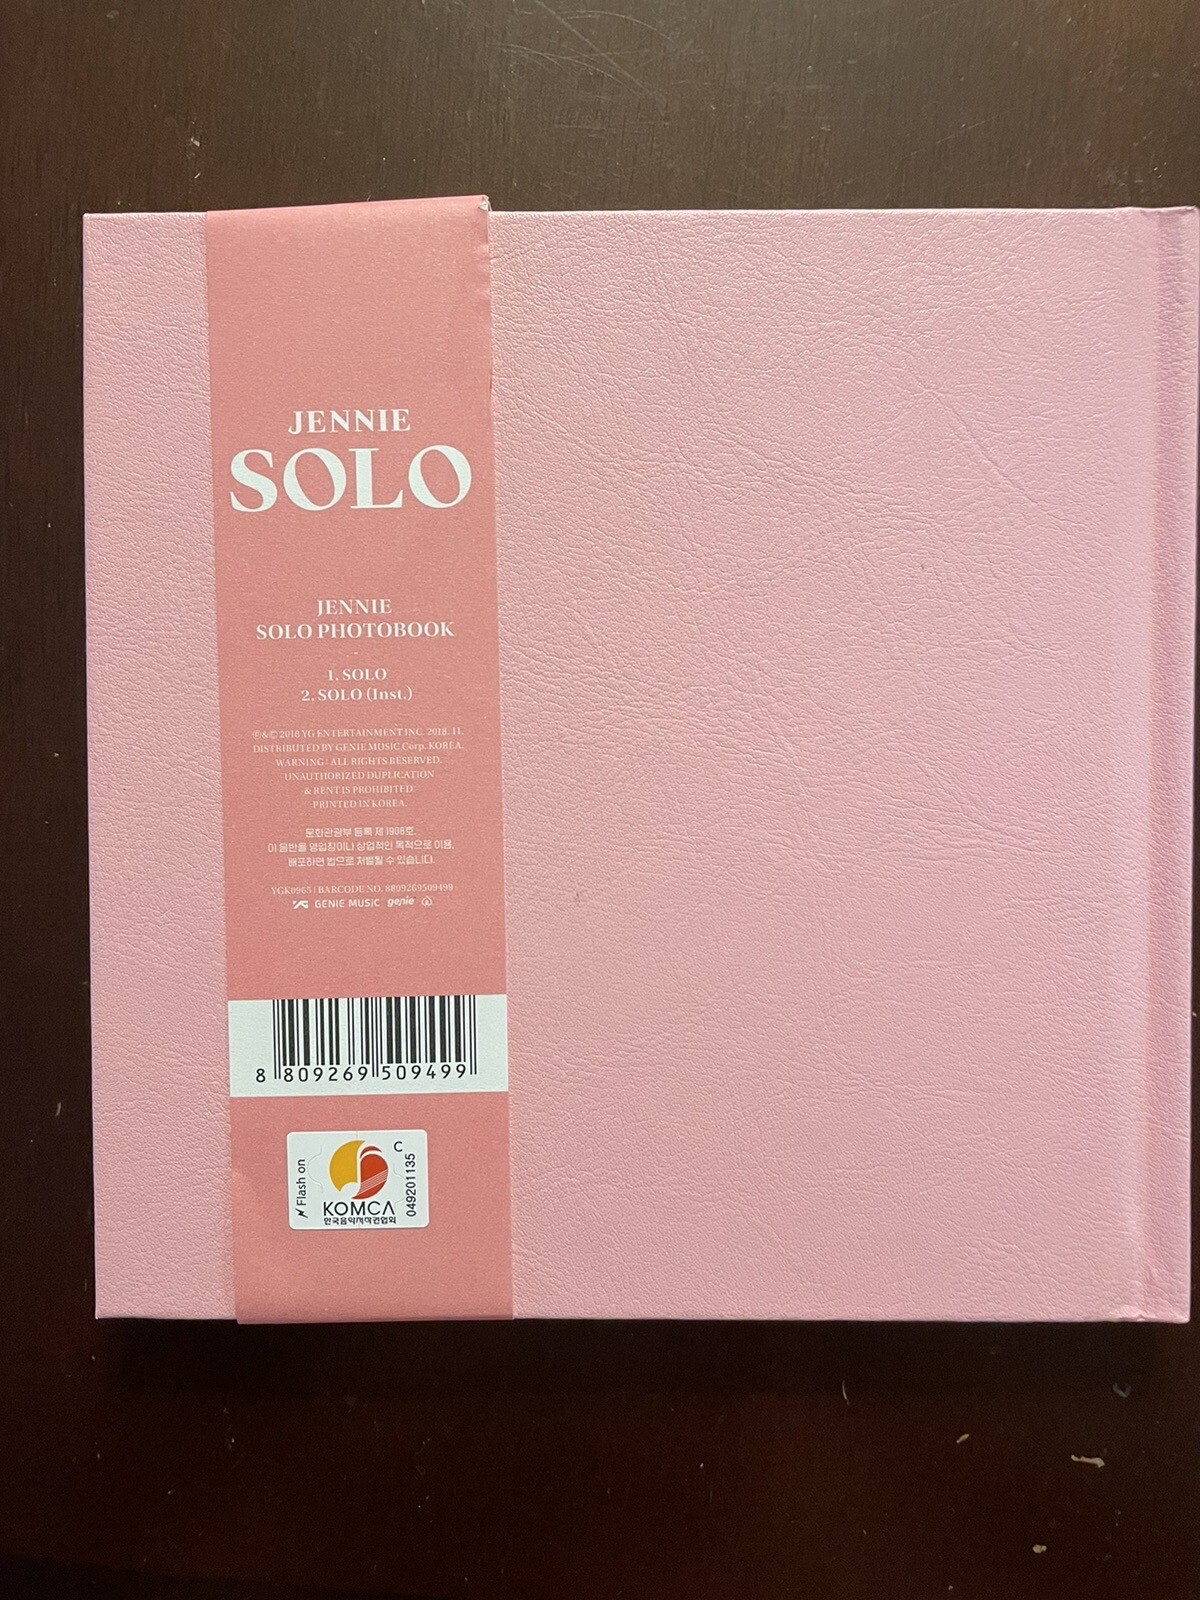 JENNIE
SOLO
JENNIE
SOLO PHOTOBOOK
1. SOLO
2. SOLO (Inst.)
℗&© 2018 YG ENTERTAINMENT INC. 2018. 11.
DISTRIBUTED BY GENIE MUSIC Corp. KOREA.
WARNING - ALL RIGHTS RESERVED.
UNAUTHORIZED DUPLICATION
& RENT IS PROHIBITED.
PRINTED IN KOREA.
문화관광부 등록 제 1908호.
이 음반을 영업장이나 상업적인 목적으로 이용,
배포하면 법으로 처벌될 수 있습니다.
YGK0965 | BARCODE NO. 8809269509499
YG GENIE MUSIC genie
8 809269 509499
Flash on
C
KOMCA
한국음악저작권협회
049201135